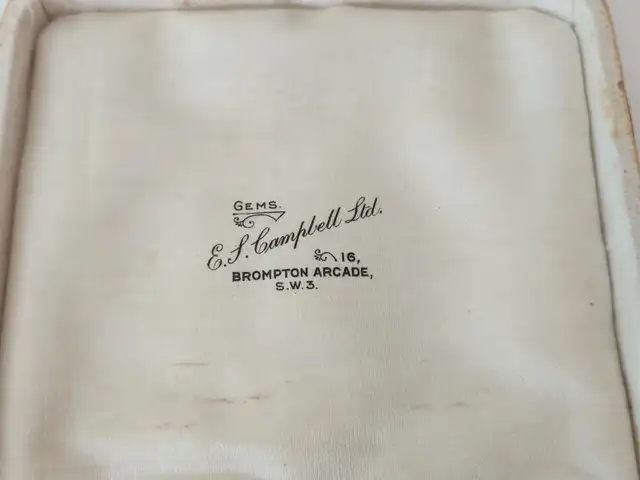 GEMS.
E. S. Campbell Ltd.
16,
BROMPTON ARCADE,
S.W.3.